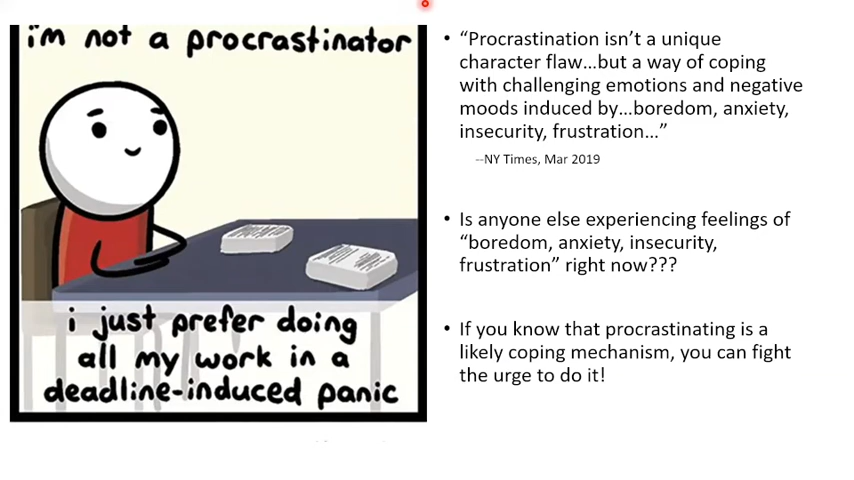 i'm not a procrastinator
i just prefer doing
all my work in a
deadline-induced panic
• “Procrastination isn’t a unique
character flaw…but a way of coping
with challenging emotions and negative
moods induced by…boredom, anxiety,
insecurity, frustration…”
--NY Times, Mar 2019
• Is anyone else experiencing feelings of
“boredom, anxiety, insecurity,
frustration” right now???
• If you know that procrastinating is a
likely coping mechanism, you can fight
the urge to do it!